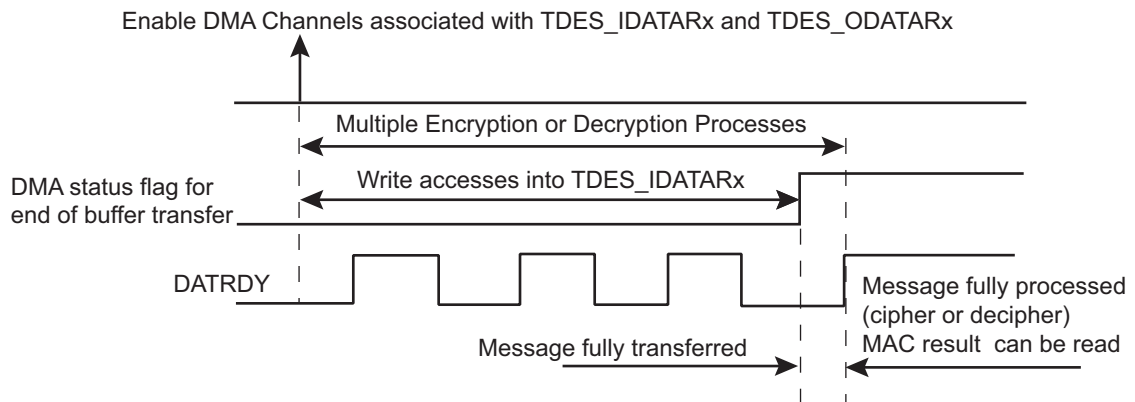 Enable DMA Channels associated with TDES_IDATARx and TDES_ODATARx
Multiple Encryption or Decryption Processes
Write accesses into TDES_IDATARx
DMA status flag for
end of buffer transfer
DATRDY
Message fully processed
(cipher or decipher)
MAC result can be read
Message fully transferred